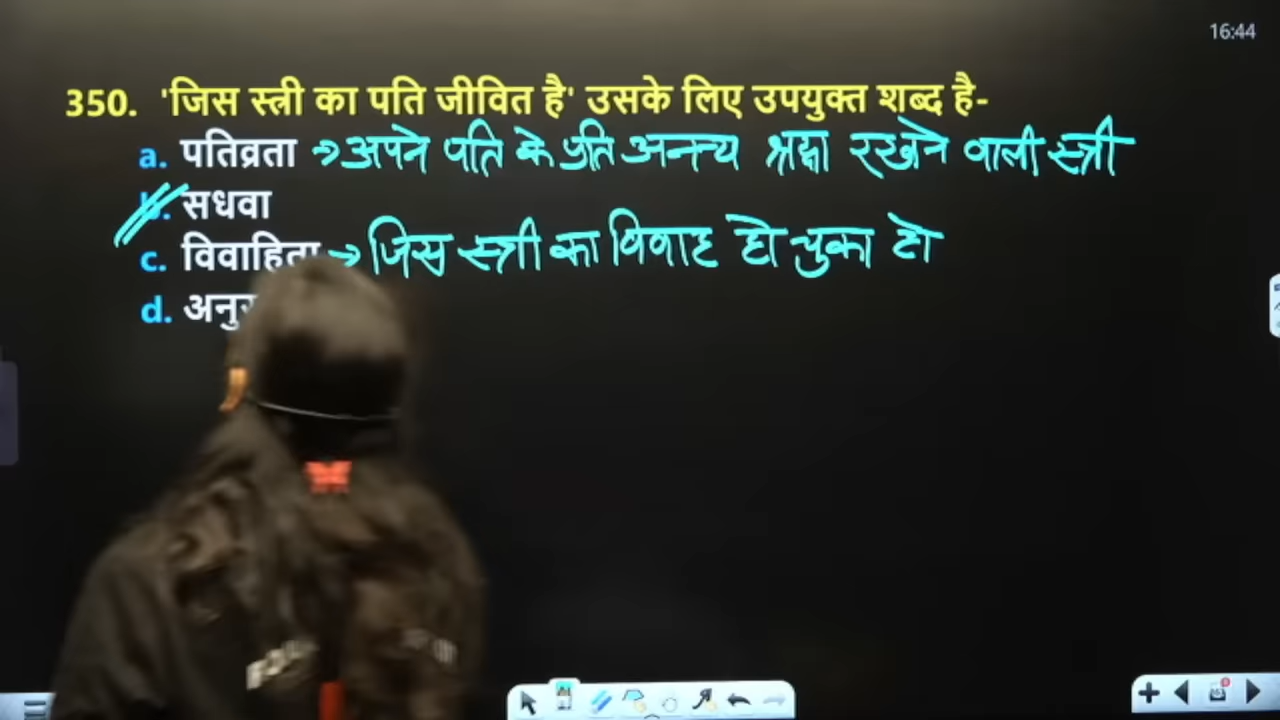 16:44
350. 'जिस स्त्री का पति जीवित है' उसके लिए उपयुक्त शब्द है-
a. पतिव्रता → अपने पति के प्रति अनन्य श्रद्धा रखने वाली स्त्री
b. सधवा
c. विवाहिता → जिस स्त्री का विवाह हो चुका हो
d.